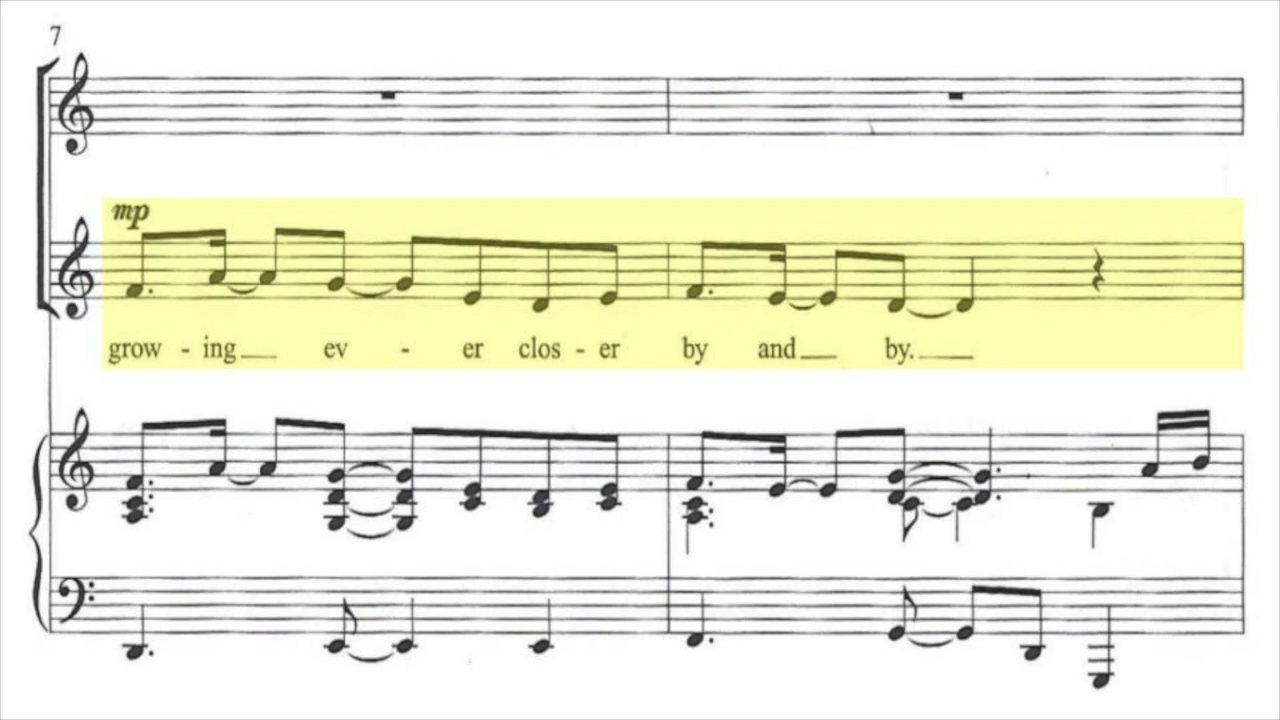 7
mp
grow - ing ev - er clos - er by and by.